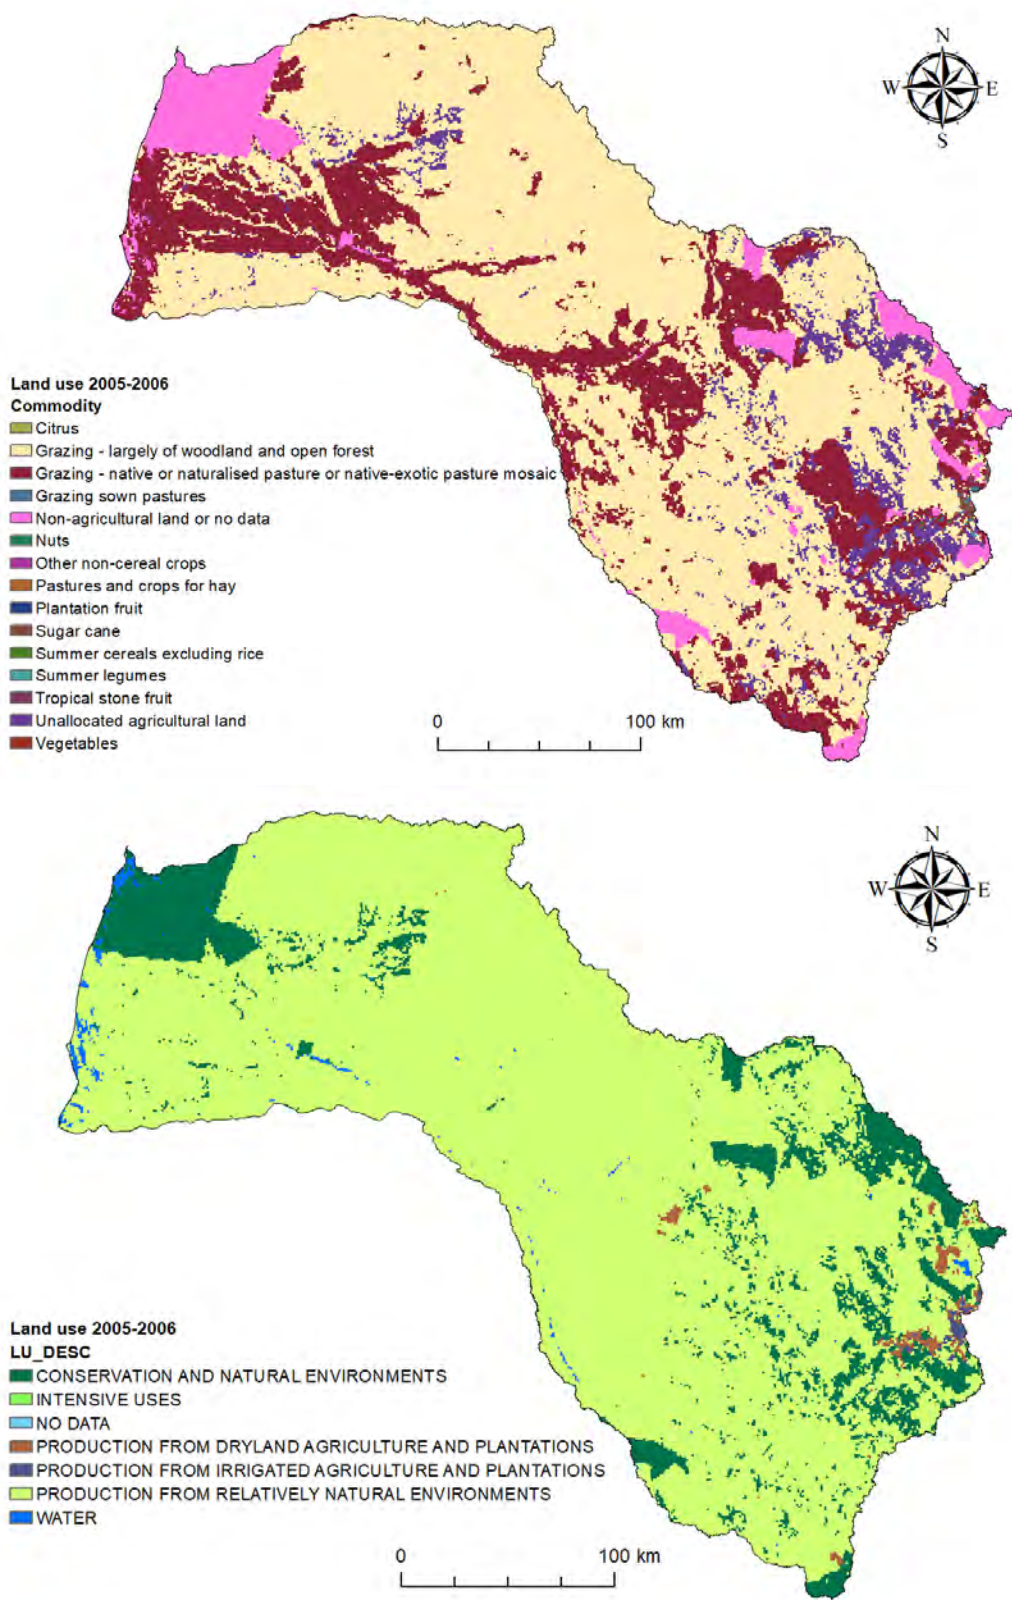 N
W E
S
Land use 2005-2006
Commodity
Citrus
Grazing - largely of woodland and open forest
Grazing - native or naturalised pasture or native-exotic pasture mosaic
Grazing sown pastures
Non-agricultural land or no data
Nuts
Other non-cereal crops
Pastures and crops for hay
Plantation fruit
Sugar cane
Summer cereals excluding rice
Summer legumes
Tropical stone fruit
Unallocated agricultural land
Vegetables
0 100 km
N
W E
S
Land use 2005-2006
LU_DESC
CONSERVATION AND NATURAL ENVIRONMENTS
INTENSIVE USES
NO DATA
PRODUCTION FROM DRYLAND AGRICULTURE AND PLANTATIONS
PRODUCTION FROM IRRIGATED AGRICULTURE AND PLANTATIONS
PRODUCTION FROM RELATIVELY NATURAL ENVIRONMENTS
WATER
0 100 km